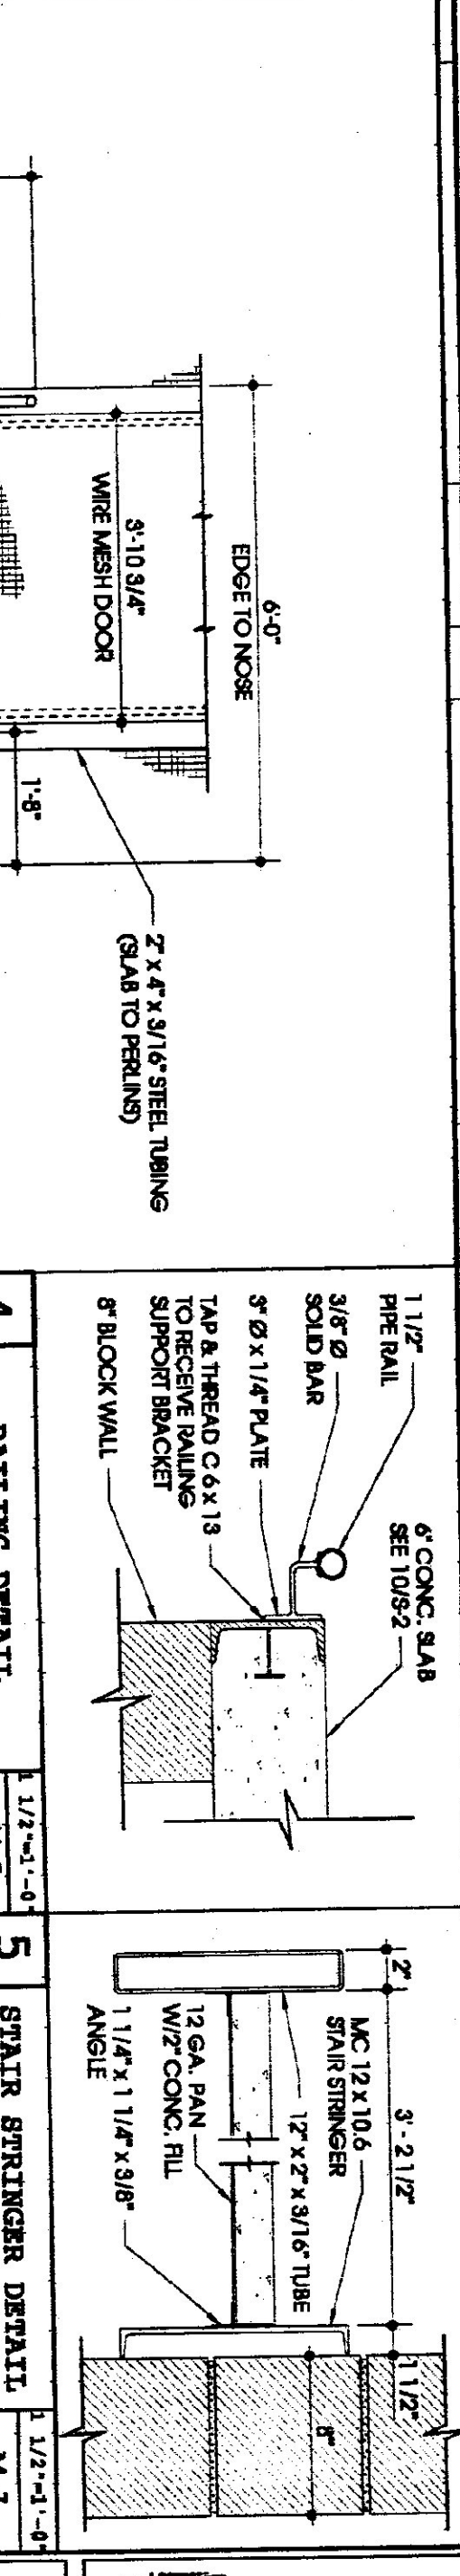 6'-0"
EDGE TO NOSE
3'-10 3/4"
WIRE MESH DOOR
1'-8"
2" x 4" x 3/16" STEEL TUBING
(SLAB TO PERLINS)
6" CONC. SLAB
SEE 10/S-2
1 1/2"
PIPE RAIL
3/8" Ø
SOLID BAR
3" Ø x 1/4" PLATE
TAP & THREAD C 6 x 13
TO RECEIVE RAILING
SUPPORT BRACKET
8" BLOCK WALL
4
RAILING DETAIL
1 1/2"=1'-0"
2"
3'- 2 1/2"
1 1/2"
MC 12 x 10.6
STAIR STRINGER
12" x 2" x 3/16" TUBE
12 GA. PAN
W/2" CONC. FILL
1 1/4" x 1 1/4" x 3/8"
ANGLE
8"
5
STAIR STRINGER DETAIL
1 1/2"=1'-0"